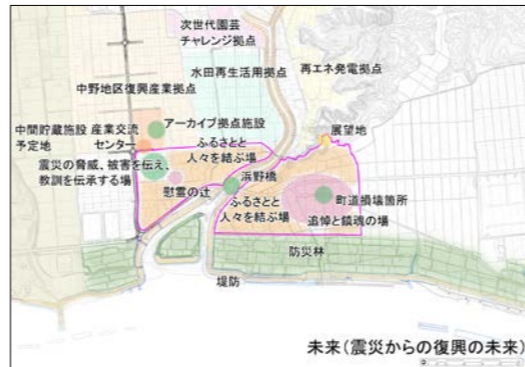 次世代園芸
チャレンジ拠点
水田再生活用拠点
再エネ発電拠点
中野地区復興産業拠点
アーカイブ拠点施設
展望地
中間貯蔵施設
予定地
産業交流
センター
ふるさとと
人々を結ぶ場
震災の脅威、被害を伝え、
教訓を伝承する場
浜野橋
慰霊の辻
町道損壊箇所
ふるさとと
人々を結ぶ場
追悼と鎮魂の場
防災林
堤防
未来(震災からの復興の未来)